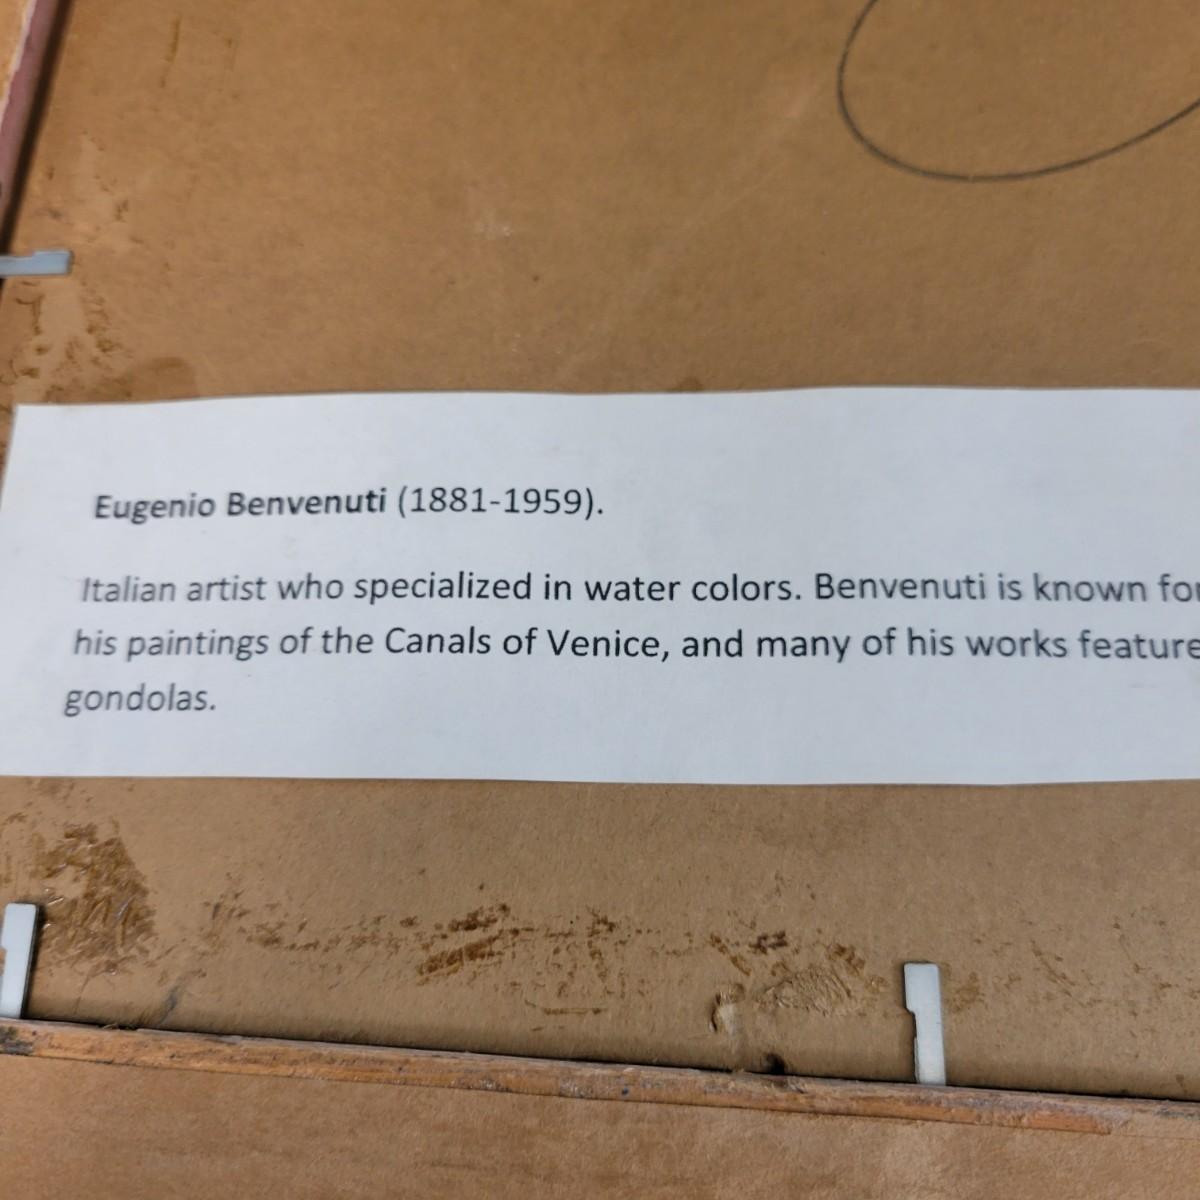 Eugenio Benvenuti (1881-1959).
Italian artist who specialized in water colors. Benvenuti is known for
his paintings of the Canals of Venice, and many of his works feature
gondolas.